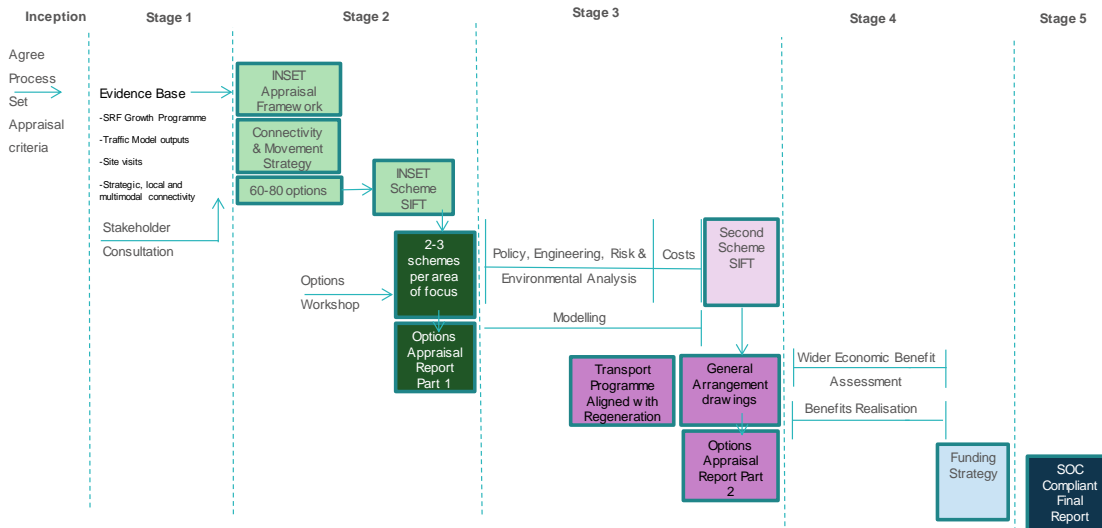 Inception
Stage 1
Stage 2
Stage 3
Stage 4
Stage 5
Agree
Process
Set
Appraisal
criteria
Evidence Base
-SRF Growth Programme
-Traffic Model outputs
-Site visits
-Strategic, local and
multimodal connectivity
Stakeholder
Consultation
INSET
Appraisal
Framework
Connectivity
& Movement
Strategy
60-80 options
INSET
Scheme
SIFT
2-3
schemes
per area
of focus
Options
Workshop
Options
Appraisal
Report
Part 1
Policy, Engineering, Risk &
Environmental Analysis
Costs
Second
Scheme
SIFT
Modelling
Transport
Programme
Aligned with
Regeneration
General
Arrangement
drawings
Options
Appraisal
Report Part
2
Wider Economic Benefit
Assessment
Benefits Realisation
Funding
Strategy
SOC
Compliant
Final
Report